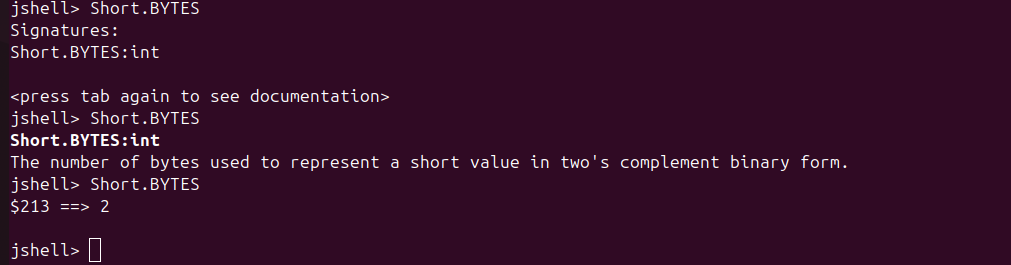 jshell> Short.BYTES
Signatures:
Short.BYTES:int
<press tab again to see documentation>
jshell> Short.BYTES
Short.BYTES:int
The number of bytes used to represent a short value in two's complement binary form.
jshell> Short.BYTES
$213 ==> 2
jshell>